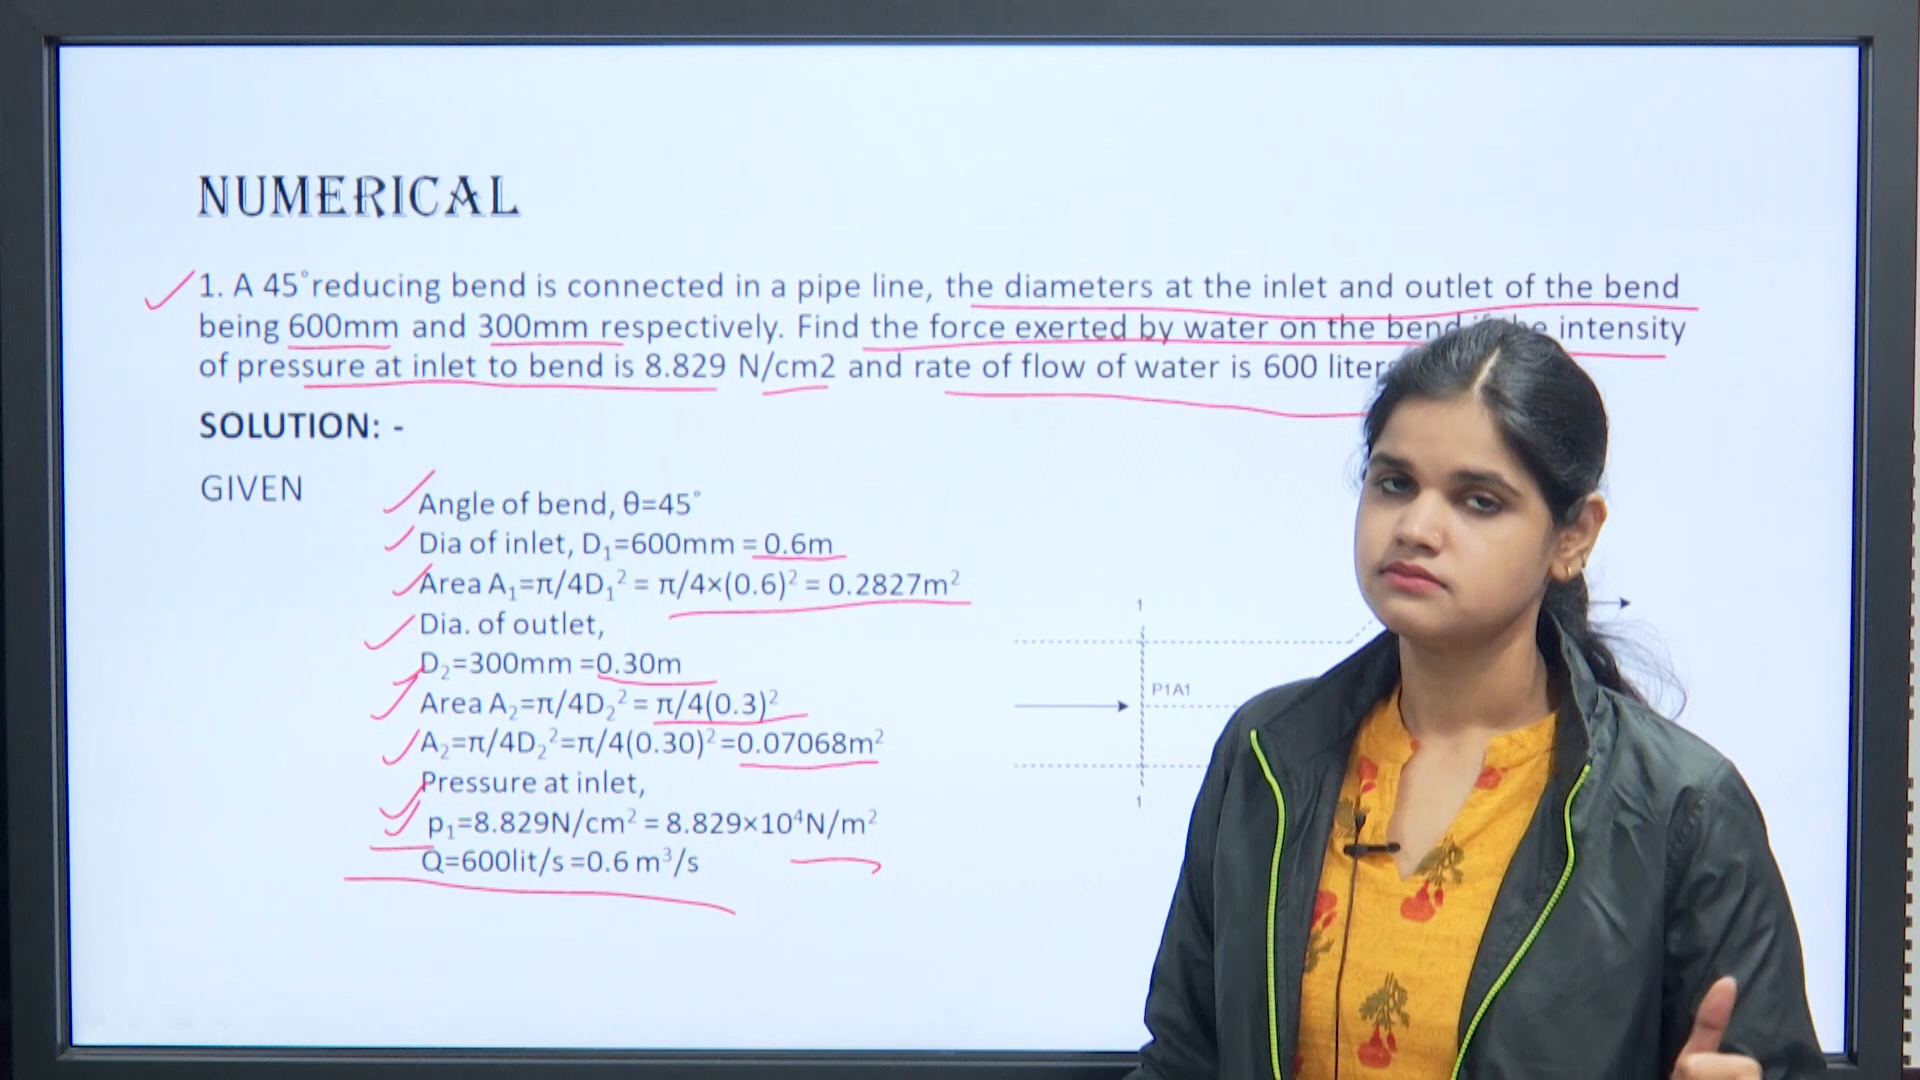 NUMERICAL
1. A 45°reducing bend is connected in a pipe line, the diameters at the inlet and outlet of the bend
being 600mm and 300mm respectively. Find the force exerted by water on the bend intensity
of pressure at inlet to bend is 8.829 N/cm2 and rate of flow of water is 600 liter
SOLUTION: -
GIVEN
Angle of bend, θ=45°
Dia of inlet, D₁=600mm = 0.6m
Area A₁=π/4D₁² = π/4×(0.6)² = 0.2827m²
Dia. of outlet,
D₂=300mm =0.30m
Area A₂=π/4D₂² = π/4(0.3)²
A₂=π/4D₂²=π/4(0.30)² =0.07068m²
Pressure at inlet,
p₁=8.829N/cm² = 8.829×10⁴N/m²
Q=600lit/s =0.6 m³/s
1
P1A1
1